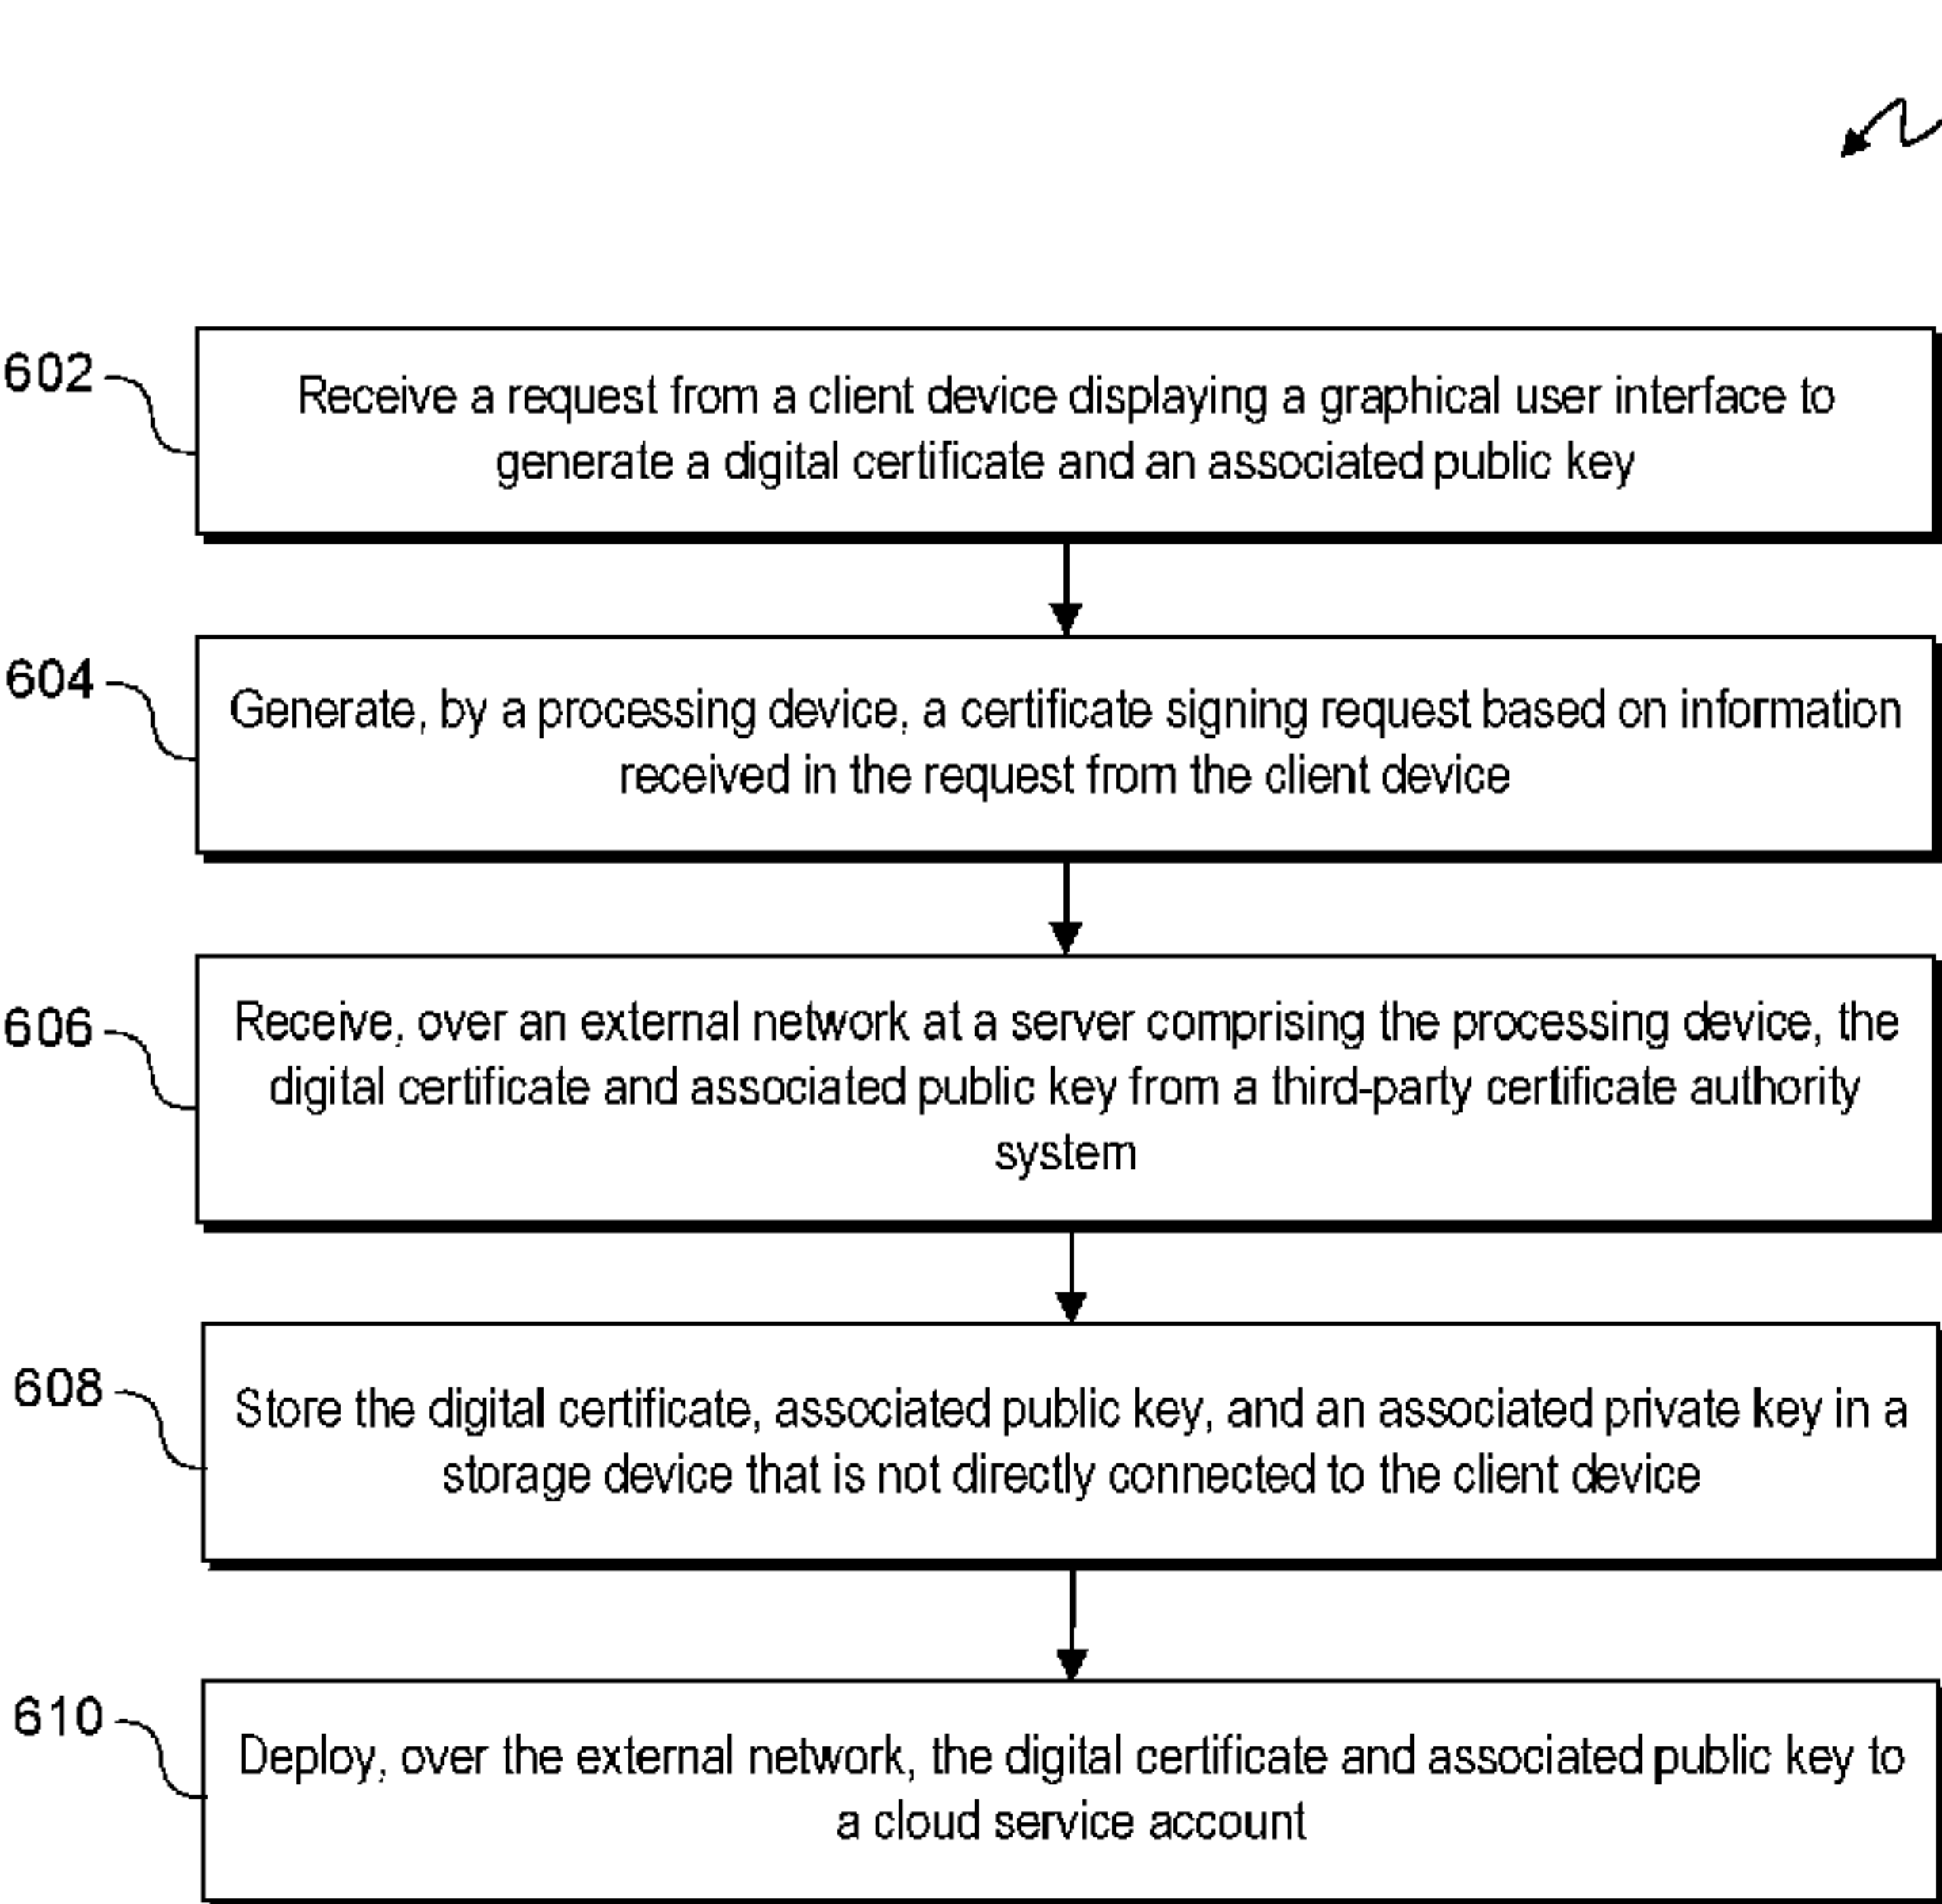 602
Receive a request from a client device displaying a graphical user interface to
generate a digital certificate and an associated public key
604
Generate, by a processing device, a certificate signing request based on information
received in the request from the client device
606
Receive, over an external network at a server comprising the processing device, the
digital certificate and associated public key from a third-party certificate authority
system
608
Store the digital certificate, associated public key, and an associated private key in a
storage device that is not directly connected to the client device
610
Deploy, over the external network, the digital certificate and associated public key to
a cloud service account